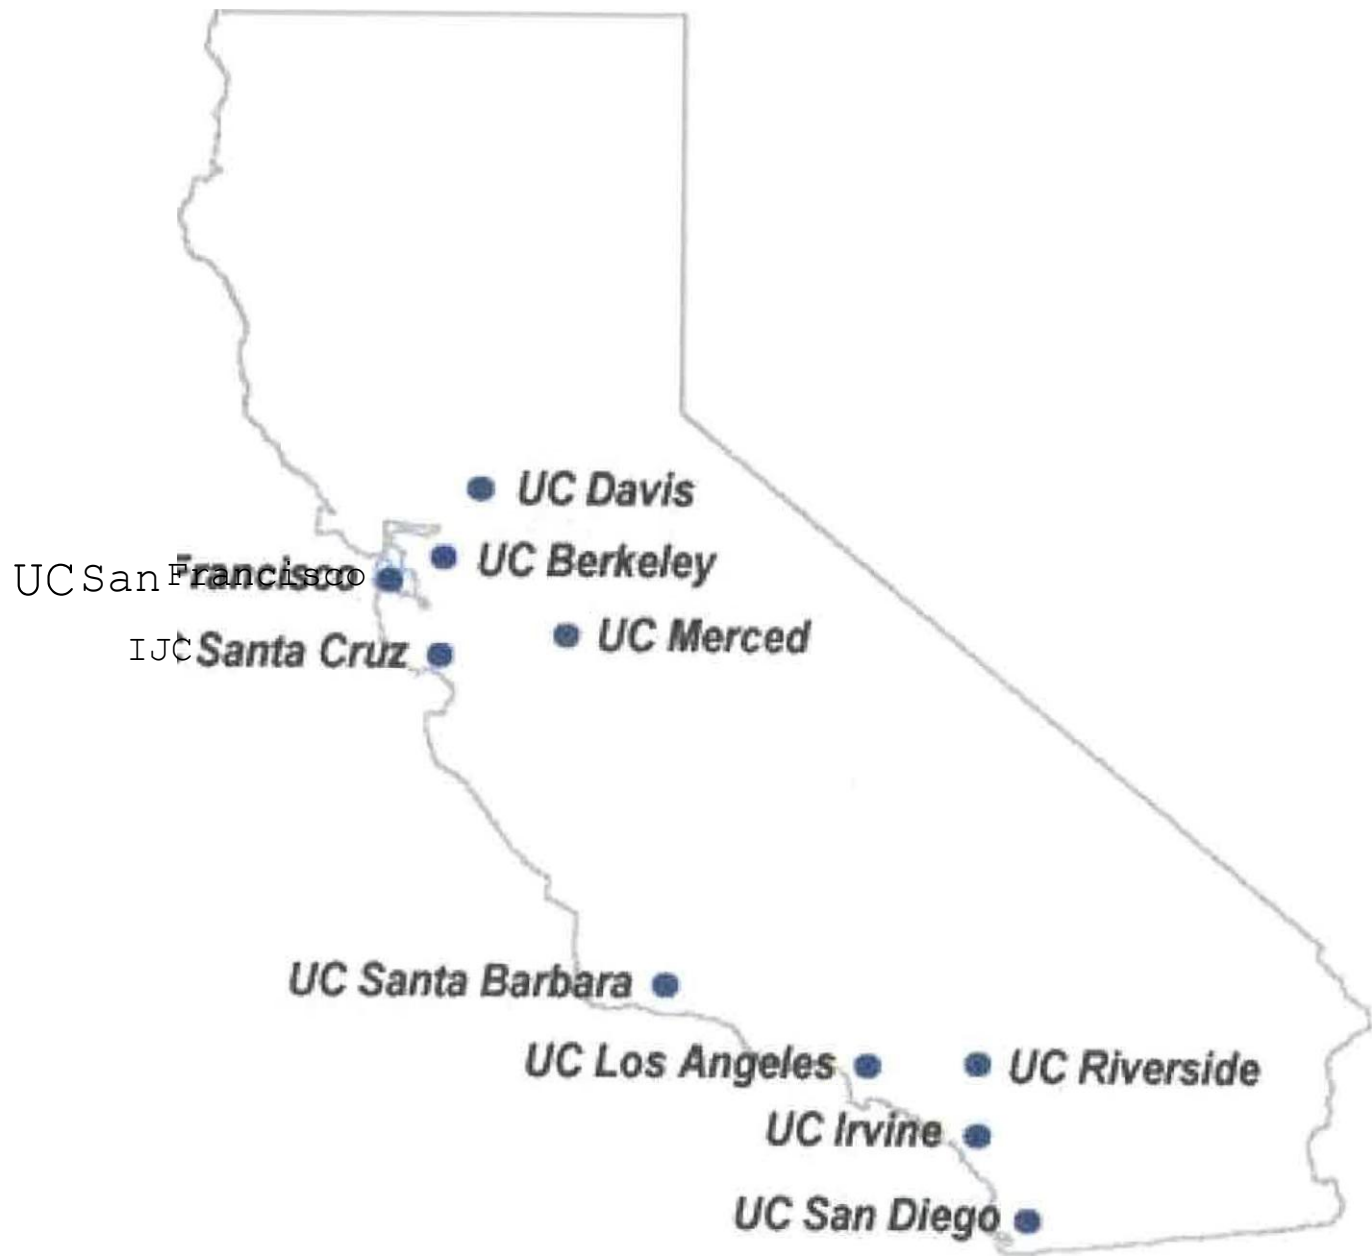 UC Davis
UC Berkeley
UC San Francisco
UC Merced
IJC Santa Cruz
UC Santa Barbara
UC Los Angeles
UC Riverside
UC Irvine
UC San Diego